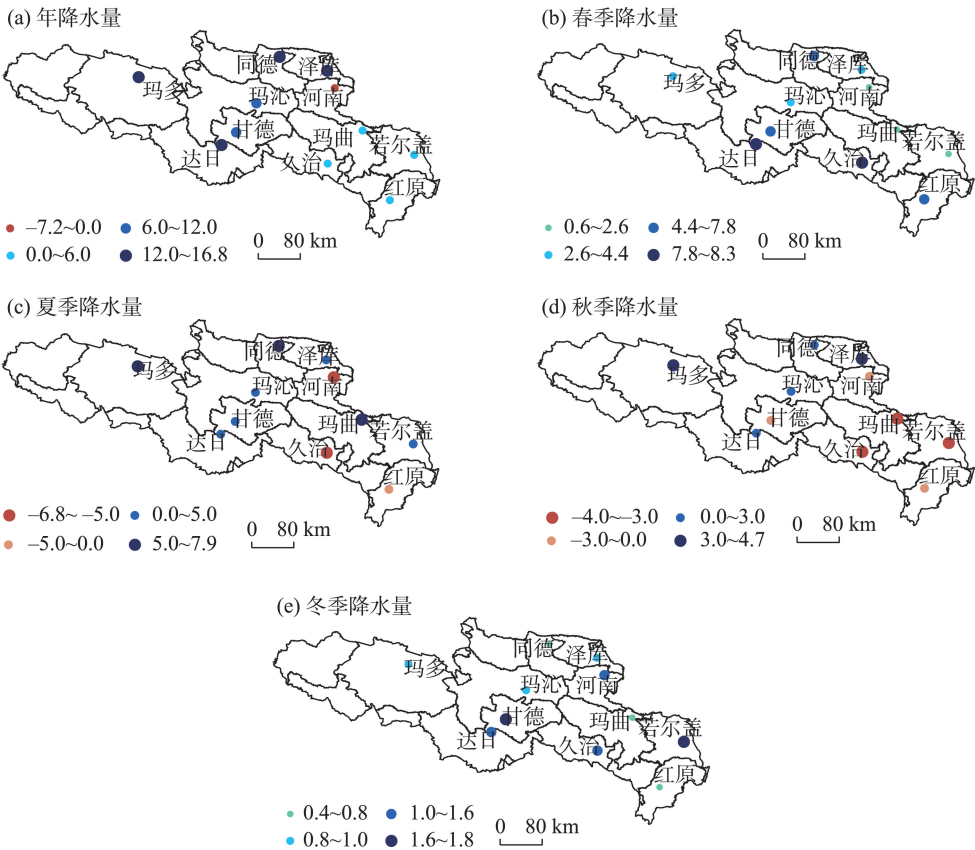 (a) 年降水量
同德 泽库
玛多
玛沁 河南
甘德 玛曲 若尔盖
达日 久治
红原
−7.2~0.0 6.0~12.0
0.0~6.0 12.0~16.8
0 80 km
(b) 春季降水量
同德 泽库
玛多
玛沁 河南
甘德 玛曲 若尔盖
达日 久治
红原
0.6~2.6 4.4~7.8
2.6~4.4 7.8~8.3
0 80 km
(c) 夏季降水量
同德 泽库
玛多
玛沁 河南
甘德 玛曲 若尔盖
达日 久治
红原
−6.8~ −5.0 0.0~5.0
−5.0~0.0 5.0~7.9
0 80 km
(d) 秋季降水量
同德 泽库
玛多
玛沁 河南
甘德 玛曲 若尔盖
达日 久治
红原
−4.0~−3.0 0.0~3.0
−3.0~0.0 3.0~4.7
0 80 km
(e) 冬季降水量
同德 泽库
玛多
玛沁 河南
甘德 玛曲 若尔盖
达日 久治
红原
0.4~0.8 1.0~1.6
0.8~1.0 1.6~1.8
0 80 km